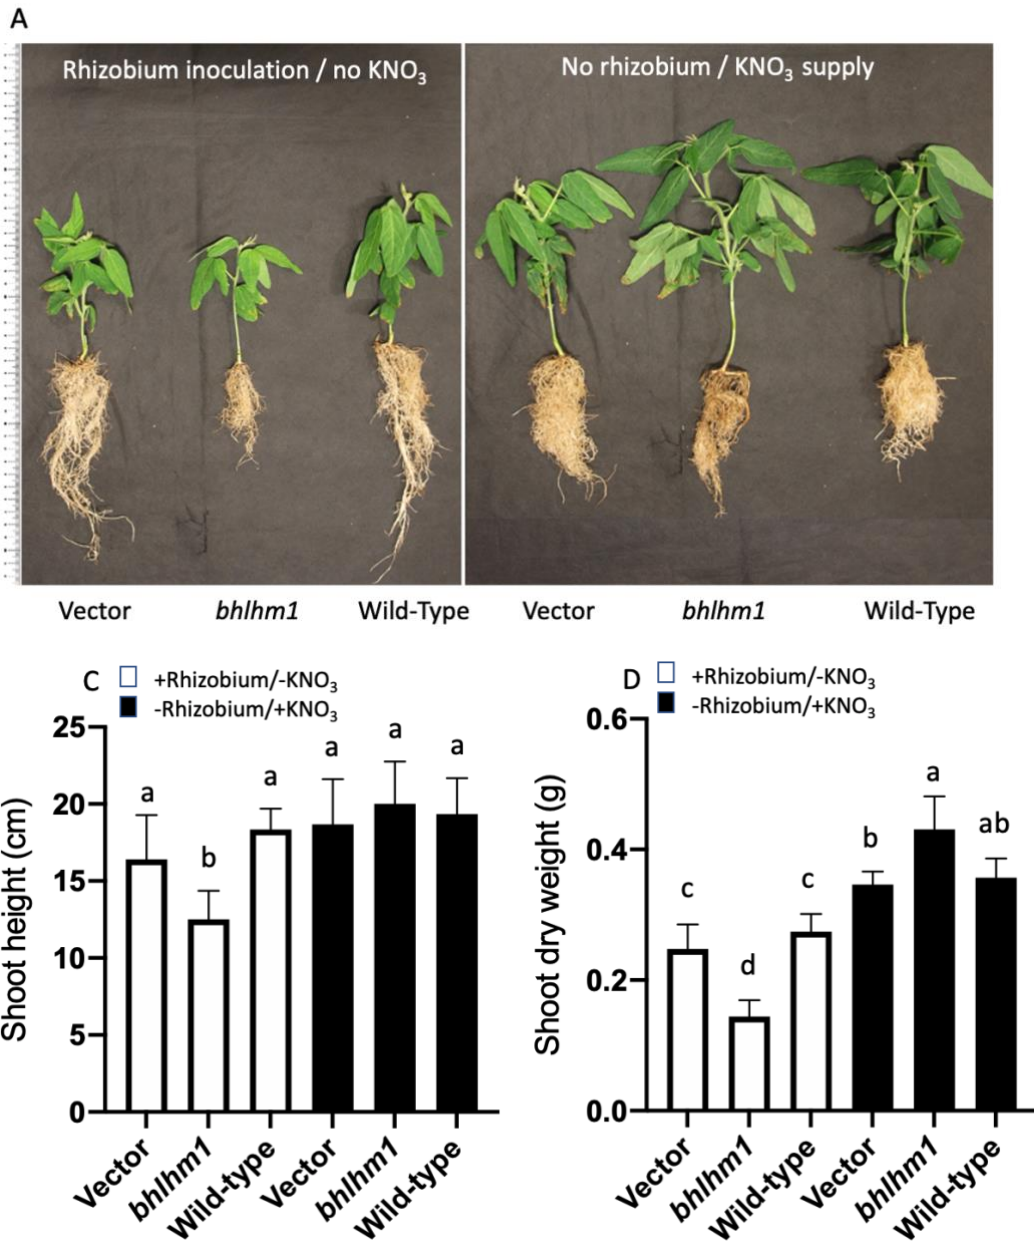 A
Rhizobium inoculation / no KNO₃
No rhizobium / KNO₃ supply
Vector
bhlhm1
Wild-Type
Vector
bhlhm1
Wild-Type
C
+Rhizobium/-KNO₃
-Rhizobium/+KNO₃
Shoot height (cm)
25
20
15
10
5
0
a
b
a
a
a
a
Vector
bhlhm1
Wild-type
Vector
bhlhm1
Wild-type
D
+Rhizobium/-KNO₃
-Rhizobium/+KNO₃
Shoot dry weight (g)
0.6
0.4
0.2
0.0
c
d
c
b
a
ab
Vector
bhlhm1
Wild-type
Vector
bhlhm1
Wild-type